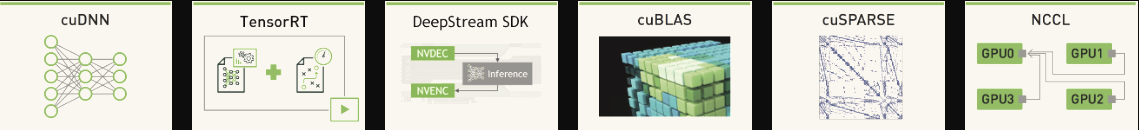 cuDNN
TensorRT
DeepStream SDK
NVDEC
Inference
NVENC
cuBLAS
cuSPARSE
NCCL
GPU0
GPU1
GPU3
GPU2